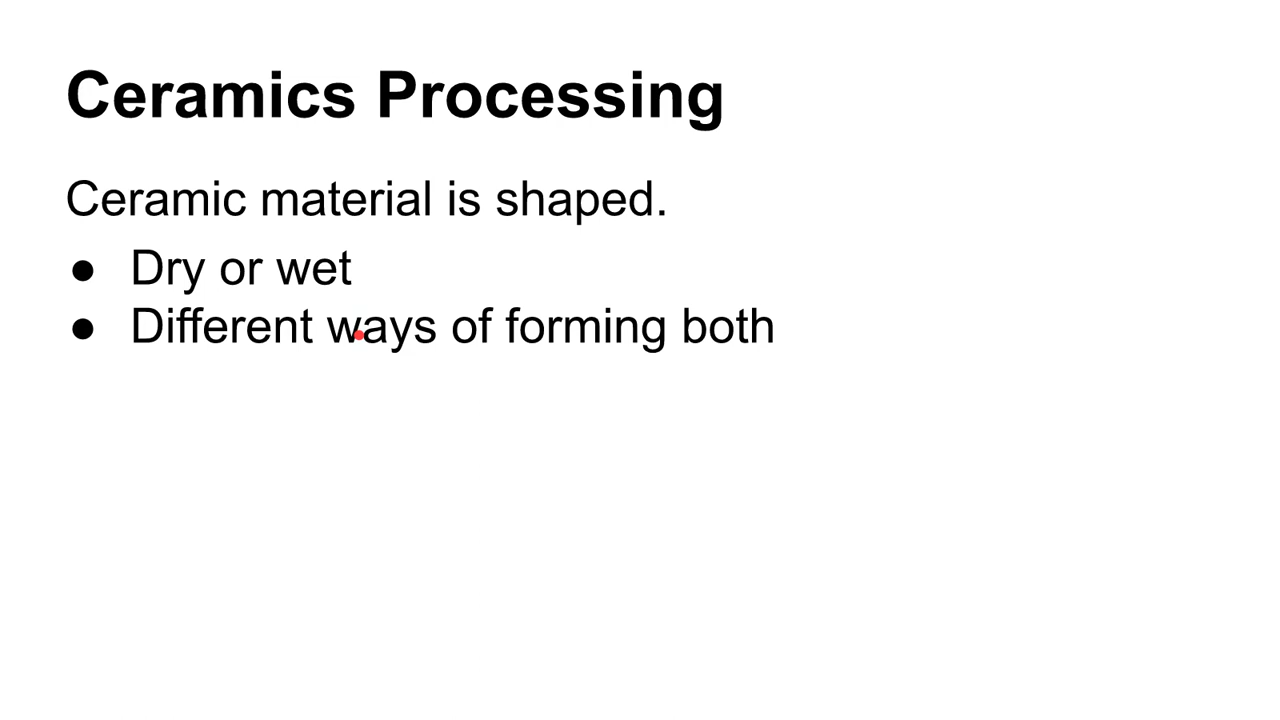 Ceramics Processing
Ceramic material is shaped.
● Dry or wet
● Different ways of forming both